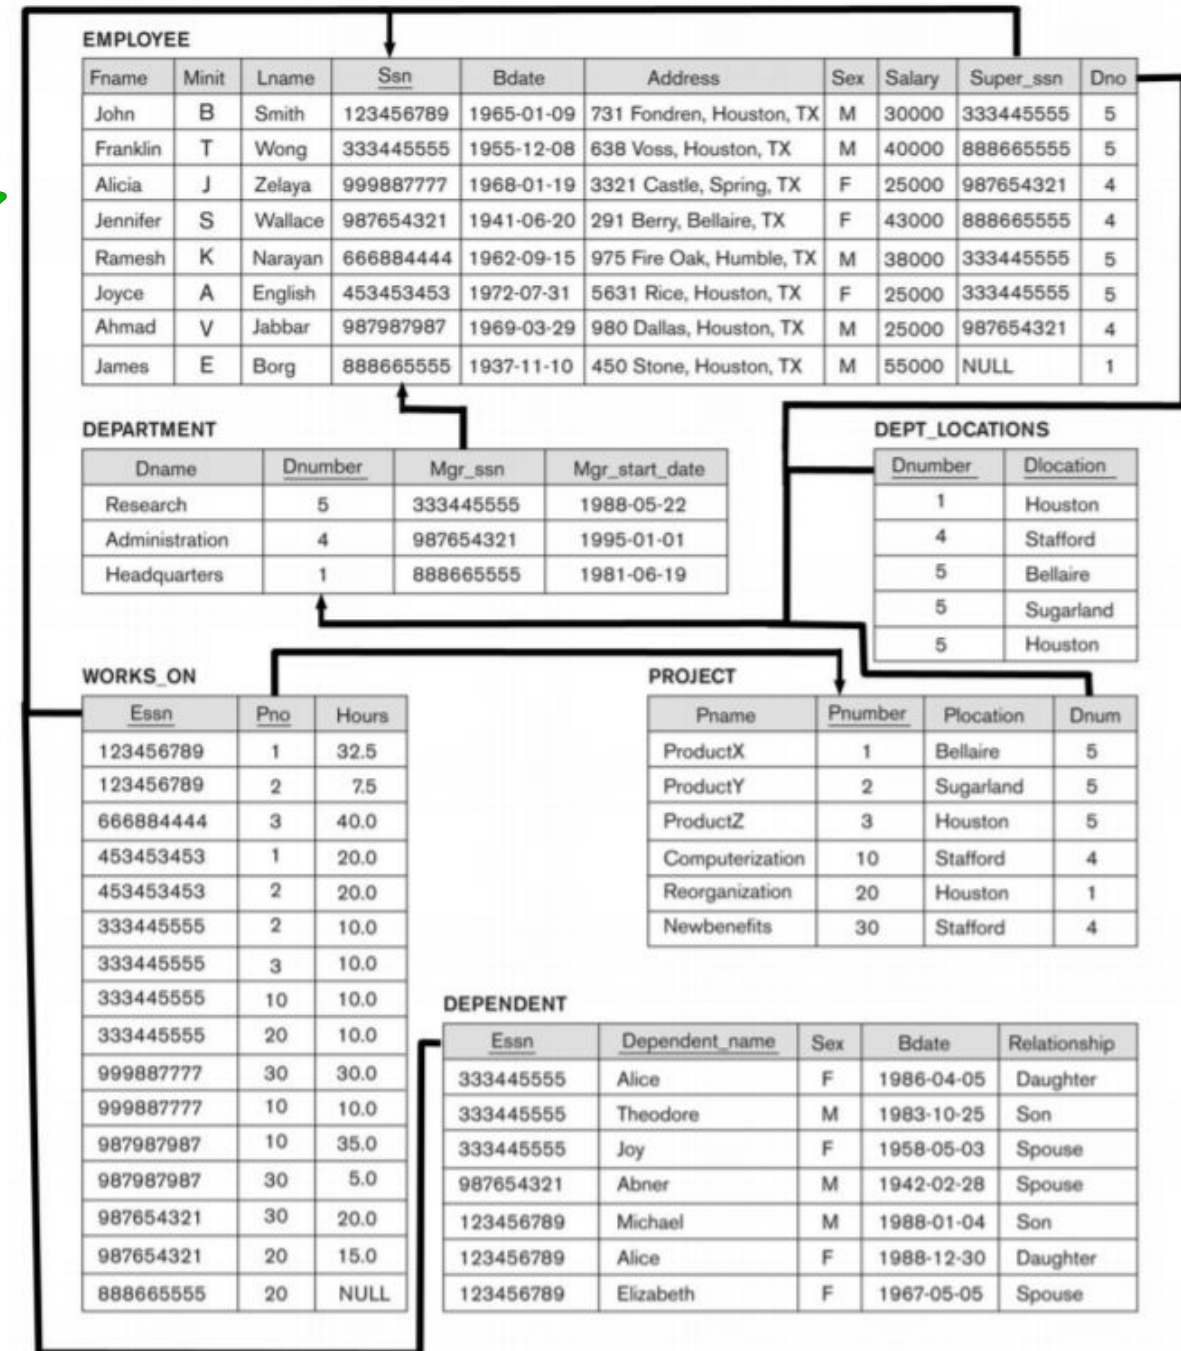 EMPLOYEE
Fname Minit Lname Ssn Bdate Address Sex Salary Super_ssn Dno
John B Smith 123456789 1965-01-09 731 Fondren, Houston, TX M 30000 333445555 5
Franklin T Wong 333445555 1955-12-08 638 Voss, Houston, TX M 40000 888665555 5
Alicia J Zelaya 999887777 1968-01-19 3321 Castle, Spring, TX F 25000 987654321 4
Jennifer S Wallace 987654321 1941-06-20 291 Berry, Bellaire, TX F 43000 888665555 4
Ramesh K Narayan 666884444 1962-09-15 975 Fire Oak, Humble, TX M 38000 333445555 5
Joyce A English 453453453 1972-07-31 5631 Rice, Houston, TX F 25000 333445555 5
Ahmad V Jabbar 987987987 1969-03-29 980 Dallas, Houston, TX M 25000 987654321 4
James E Borg 888665555 1937-11-10 450 Stone, Houston, TX M 55000 NULL 1
DEPARTMENT
Dname Dnumber Mgr_ssn Mgr_start_date
Research 5 333445555 1988-05-22
Administration 4 987654321 1995-01-01
Headquarters 1 888665555 1981-06-19
DEPT_LOCATIONS
Dnumber Dlocation
1 Houston
4 Stafford
5 Bellaire
5 Sugarland
5 Houston
WORKS_ON
Essn Pno Hours
123456789 1 32.5
123456789 2 7.5
666884444 3 40.0
453453453 1 20.0
453453453 2 20.0
333445555 2 10.0
333445555 3 10.0
333445555 10 10.0
333445555 20 10.0
999887777 30 30.0
999887777 10 10.0
987987987 10 35.0
987987987 30 5.0
987654321 30 20.0
987654321 20 15.0
888665555 20 NULL
PROJECT
Pname Pnumber Plocation Dnum
ProductX 1 Bellaire 5
ProductY 2 Sugarland 5
ProductZ 3 Houston 5
Computerization 10 Stafford 4
Reorganization 20 Houston 1
Newbenefits 30 Stafford 4
DEPENDENT
Essn Dependent_name Sex Bdate Relationship
333445555 Alice F 1986-04-05 Daughter
333445555 Theodore M 1983-10-25 Son
333445555 Joy F 1958-05-03 Spouse
987654321 Abner M 1942-02-28 Spouse
123456789 Michael M 1988-01-04 Son
123456789 Alice F 1988-12-30 Daughter
123456789 Elizabeth F 1967-05-05 Spouse